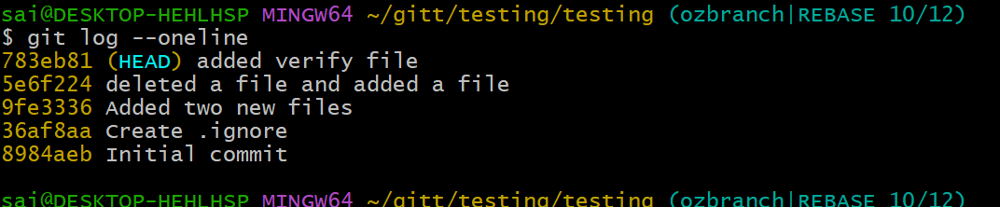 sai@DESKTOP-HEHLHSP MINGW64 ~/gitt/testing/testing (ozbranch|REBASE 10/12)
$ git log --oneline
783eb81 (HEAD) added verify file
5e6f224 deleted a file and added a file
9fe3336 Added two new files
36af8aa Create .ignore
8984aeb Initial commit
sai@DESKTOP-HEHLHSP MINGW64 ~/gitt/testing/testing (ozbranch|REBASE 10/12)